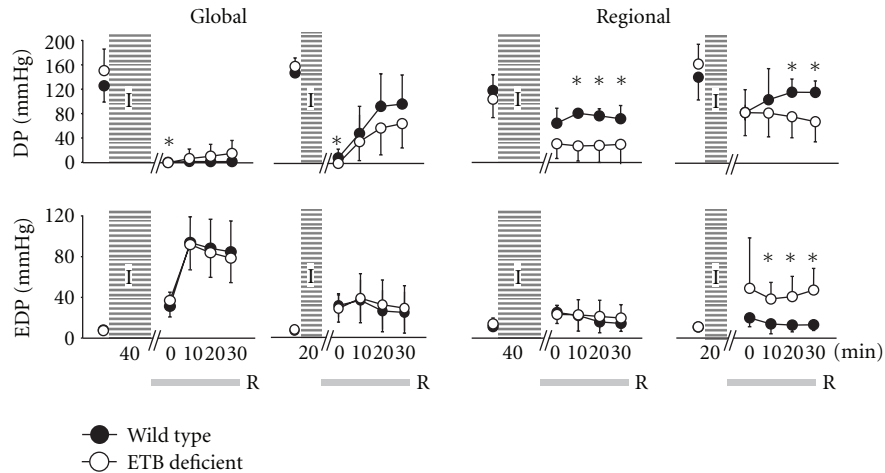 Global Regional
DP (mmHg)
200
160
120
80
40
0
I I I I
* * * * * * *
EDP (mmHg)
120
80
40
0
I I I I
* * *
40 0 10 20 30 20 0 10 20 30 40 0 10 20 30 20 0 10 20 30 (min)
R R R R
Wild type
ETB deficient